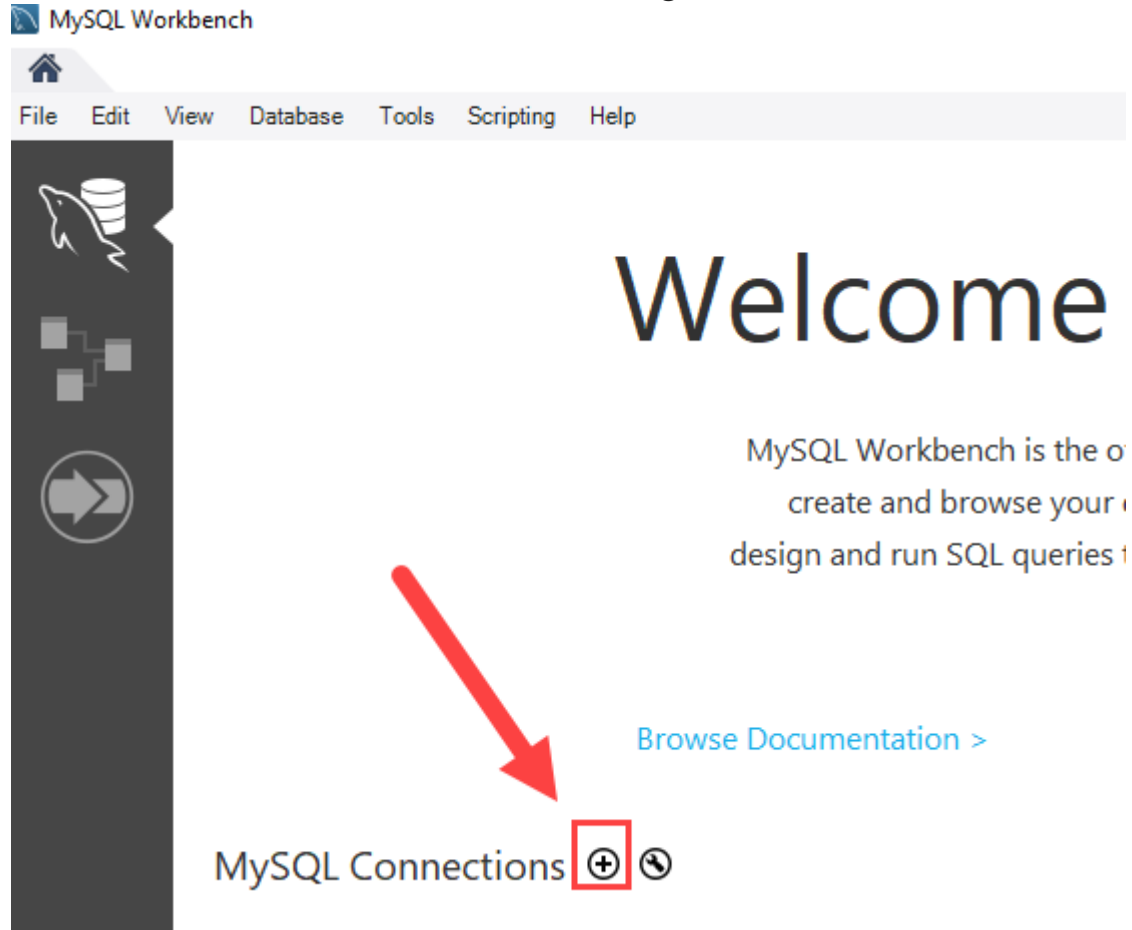 MySQL Workbench
File Edit View Database Tools Scripting Help
Welcome
MySQL Workbench is the
create and browse your
design and run SQL queries
Browse Documentation >
MySQL Connections